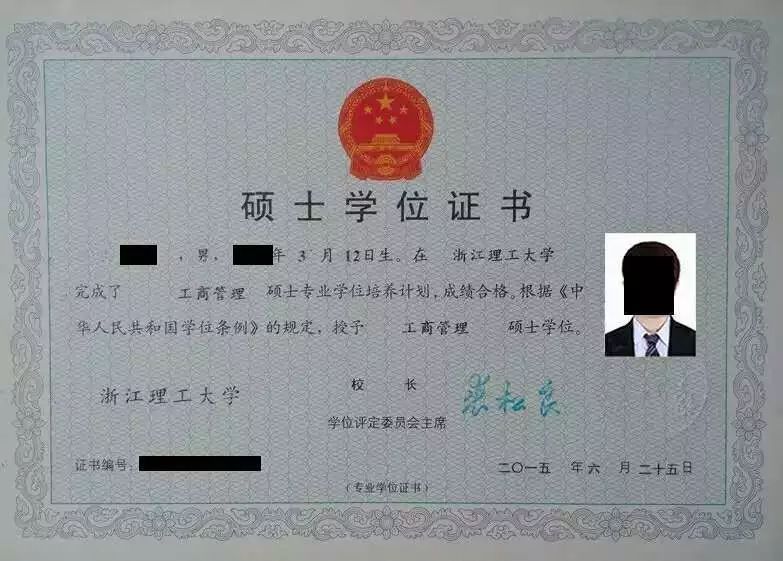 硕士学位证书
,男, 年 3 月 12日生。在 浙江理工大学
完成了 工商管理 硕士专业学位培养计划,成绩合格。根据《中
华人民共和国学位条例》的规定,授予 工商管理 硕士学位。
浙江理工大学
校 长 裘松良
学位评定委员会主席
证书编号:
二〇一五 年 六 月 二十五日
(专业学位证书)